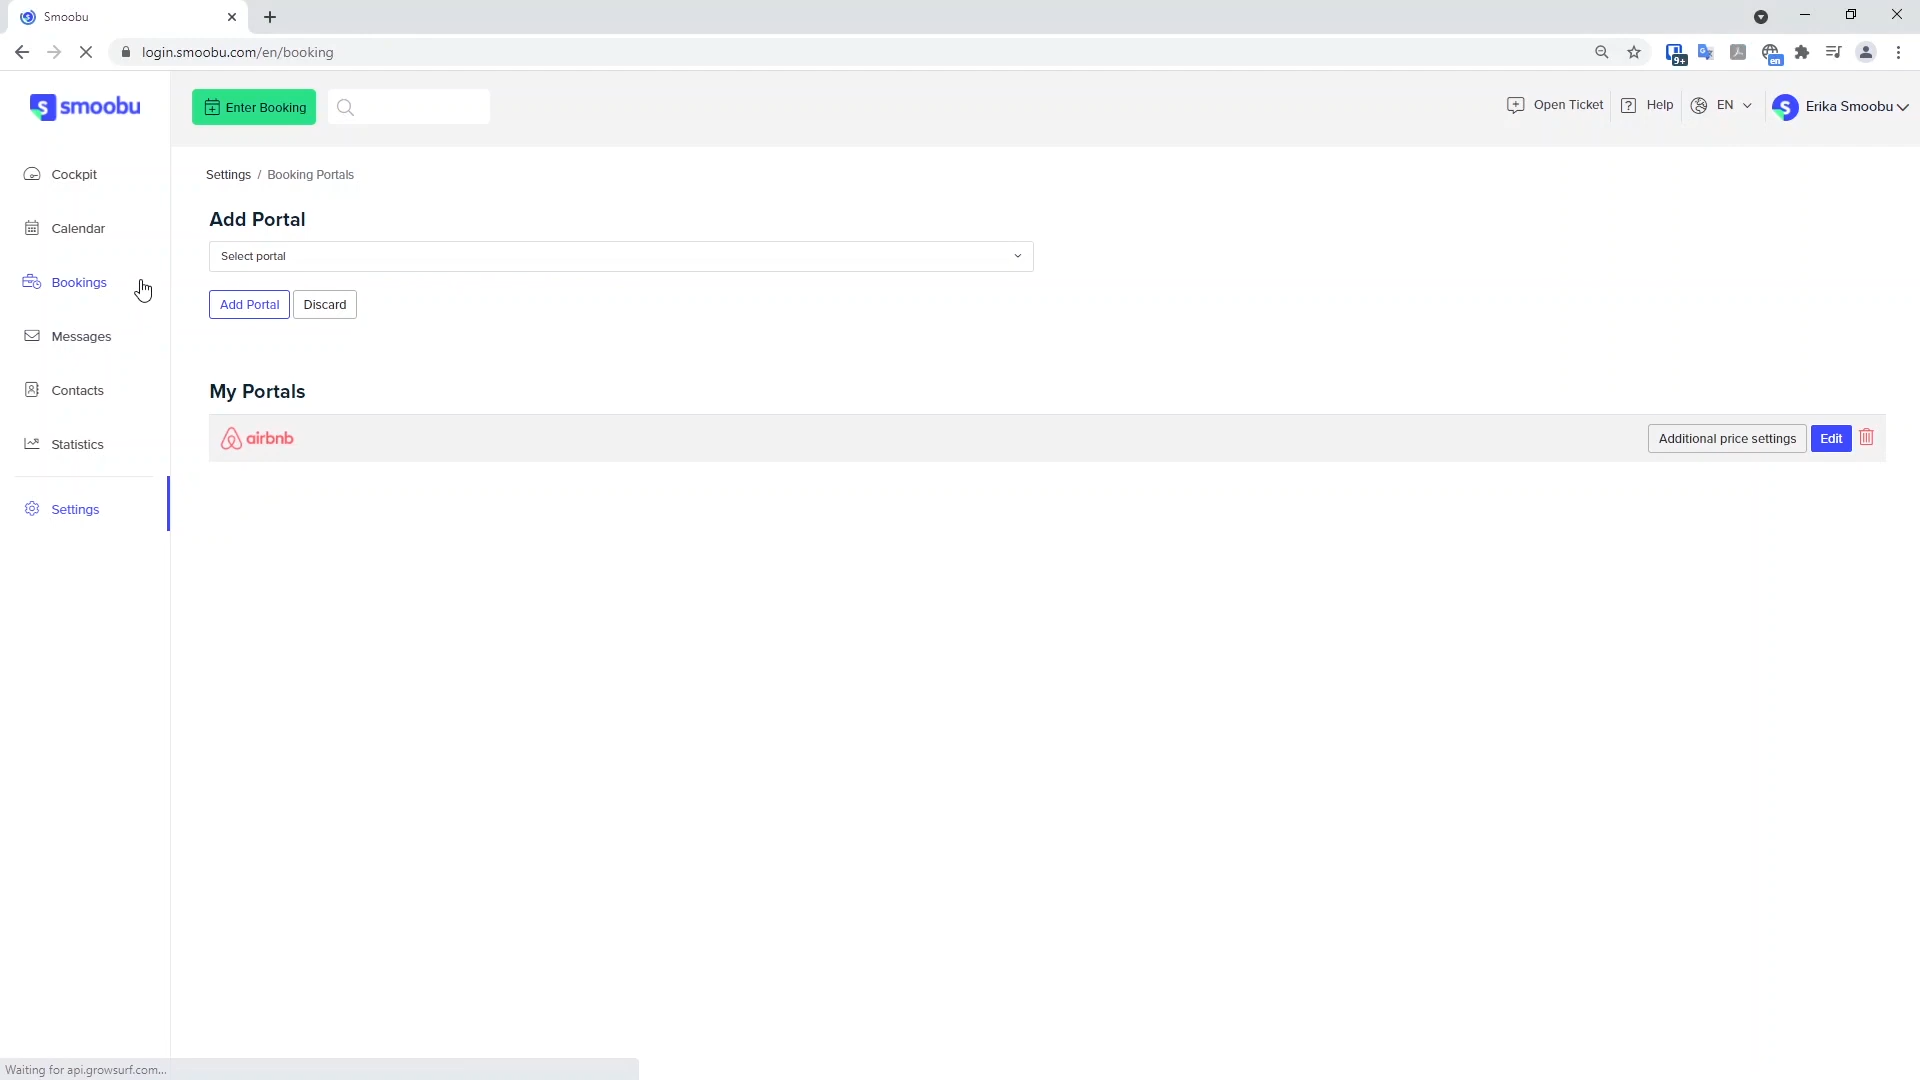 Smoobu
login.smoobu.com/en/booking
9+
en
smoobu
Enter Booking
Open Ticket
Help
EN
Erika Smoobu
Cockpit
Calendar
Bookings
Messages
Contacts
Statistics
Settings
Settings / Booking Portals
Add Portal
Select portal
Add Portal
Discard
My Portals
airbnb
Additional price settings
Edit
Waiting for api.growsurf.com...